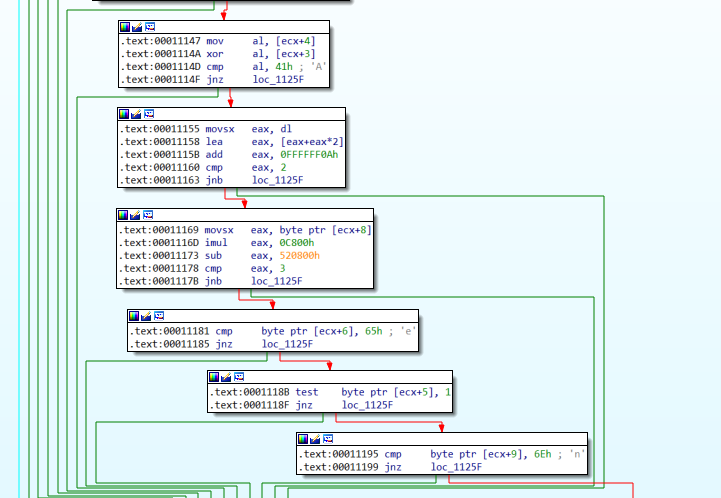 .text:00011147 mov al, [ecx+4]
.text:0001114A xor al, [ecx+3]
.text:0001114D cmp al, 41h ; 'A'
.text:0001114F jnz loc_1125F
.text:00011155 movsx eax, dl
.text:00011158 lea eax, [eax+eax*2]
.text:0001115B add eax, 0FFFFFF0Ah
.text:00011160 cmp eax, 2
.text:00011163 jnb loc_1125F
.text:00011169 movsx eax, byte ptr [ecx+8]
.text:0001116D imul eax, 0C800h
.text:00011173 sub eax, 520800h
.text:00011178 cmp eax, 3
.text:0001117B jnb loc_1125F
.text:00011181 cmp byte ptr [ecx+6], 65h ; 'e'
.text:00011185 jnz loc_1125F
.text:0001118B test byte ptr [ecx+5], 1
.text:0001118F jnz loc_1125F
.text:00011195 cmp byte ptr [ecx+9], 6Eh ; 'n'
.text:00011199 jnz loc_1125F